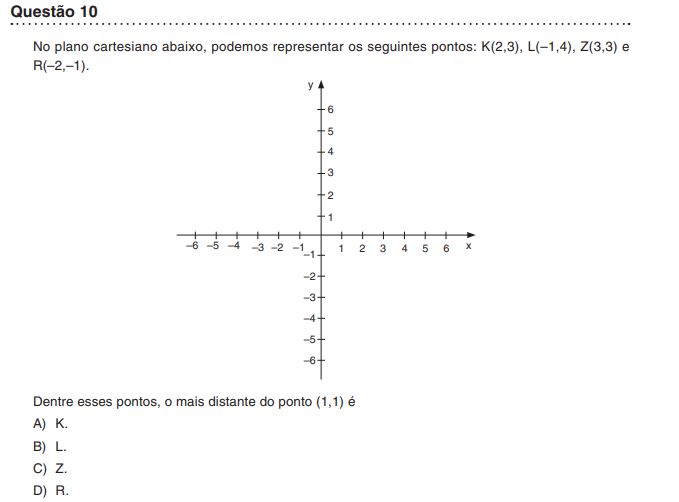 Questão 10
No plano cartesiano abaixo, podemos representar os seguintes pontos: K(2,3), L(–1,4), Z(3,3) e
R(–2,–1).
y
6
5
4
3
2
1
–6 –5 –4 –3 –2 –1 1 2 3 4 5 6 x
–1
–2
–3
–4
–5
–6
Dentre esses pontos, o mais distante do ponto (1,1) é
A) K.
B) L.
C) Z.
D) R.